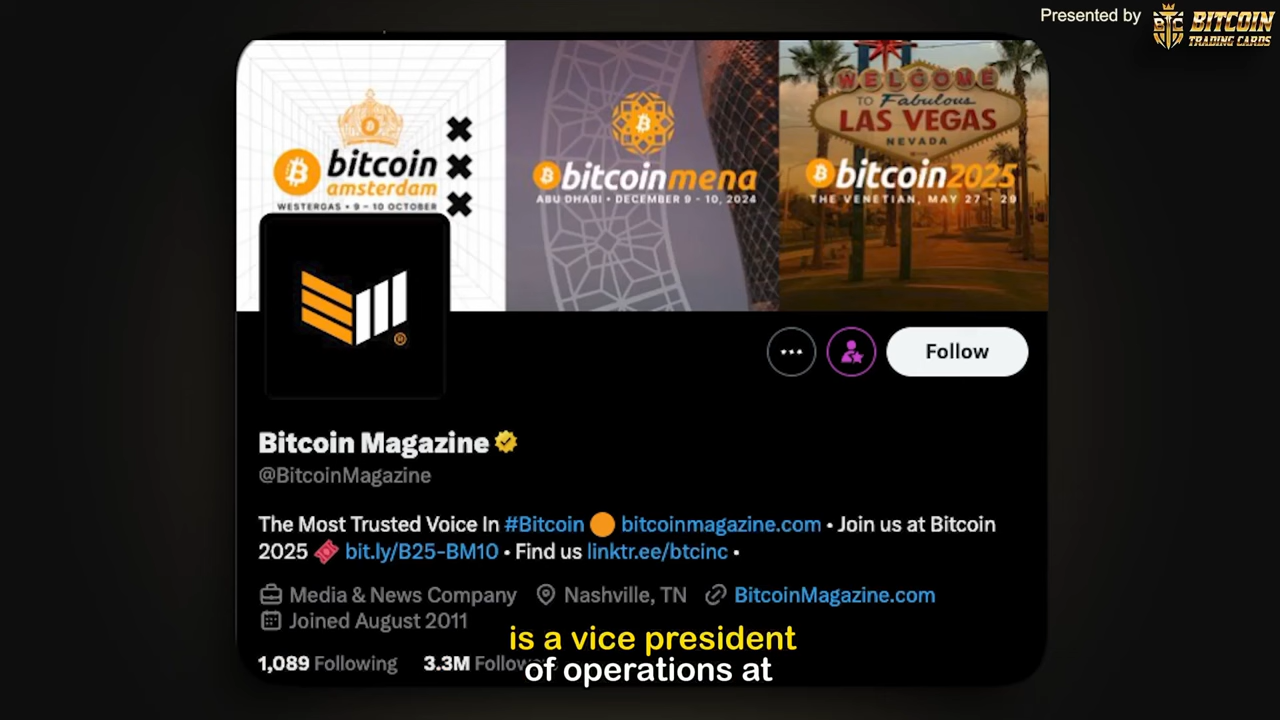 Presented by
BTC
BITCOIN
TRADING CARDS
WELCOME
TO Fabulous
LAS VEGAS
NEVADA
bitcoin
amsterdam
WESTERGAS • 9 – 10 OCTOBER
bitcoinmena
ABU DHABI • DECEMBER 9 - 10, 2024
bitcoin2025
THE VENETIAN, MAY 27 - 29
Follow
Bitcoin Magazine
@BitcoinMagazine
The Most Trusted Voice In #Bitcoin 🟠 bitcoinmagazine.com • Join us at Bitcoin
2025 🎟️ bit.ly/B25-BM10 • Find us linktr.ee/btcinc •
Media & News Company Nashville, TN BitcoinMagazine.com
Joined August 2011
1,089 Following 3.3M
is a vice president
of operations at